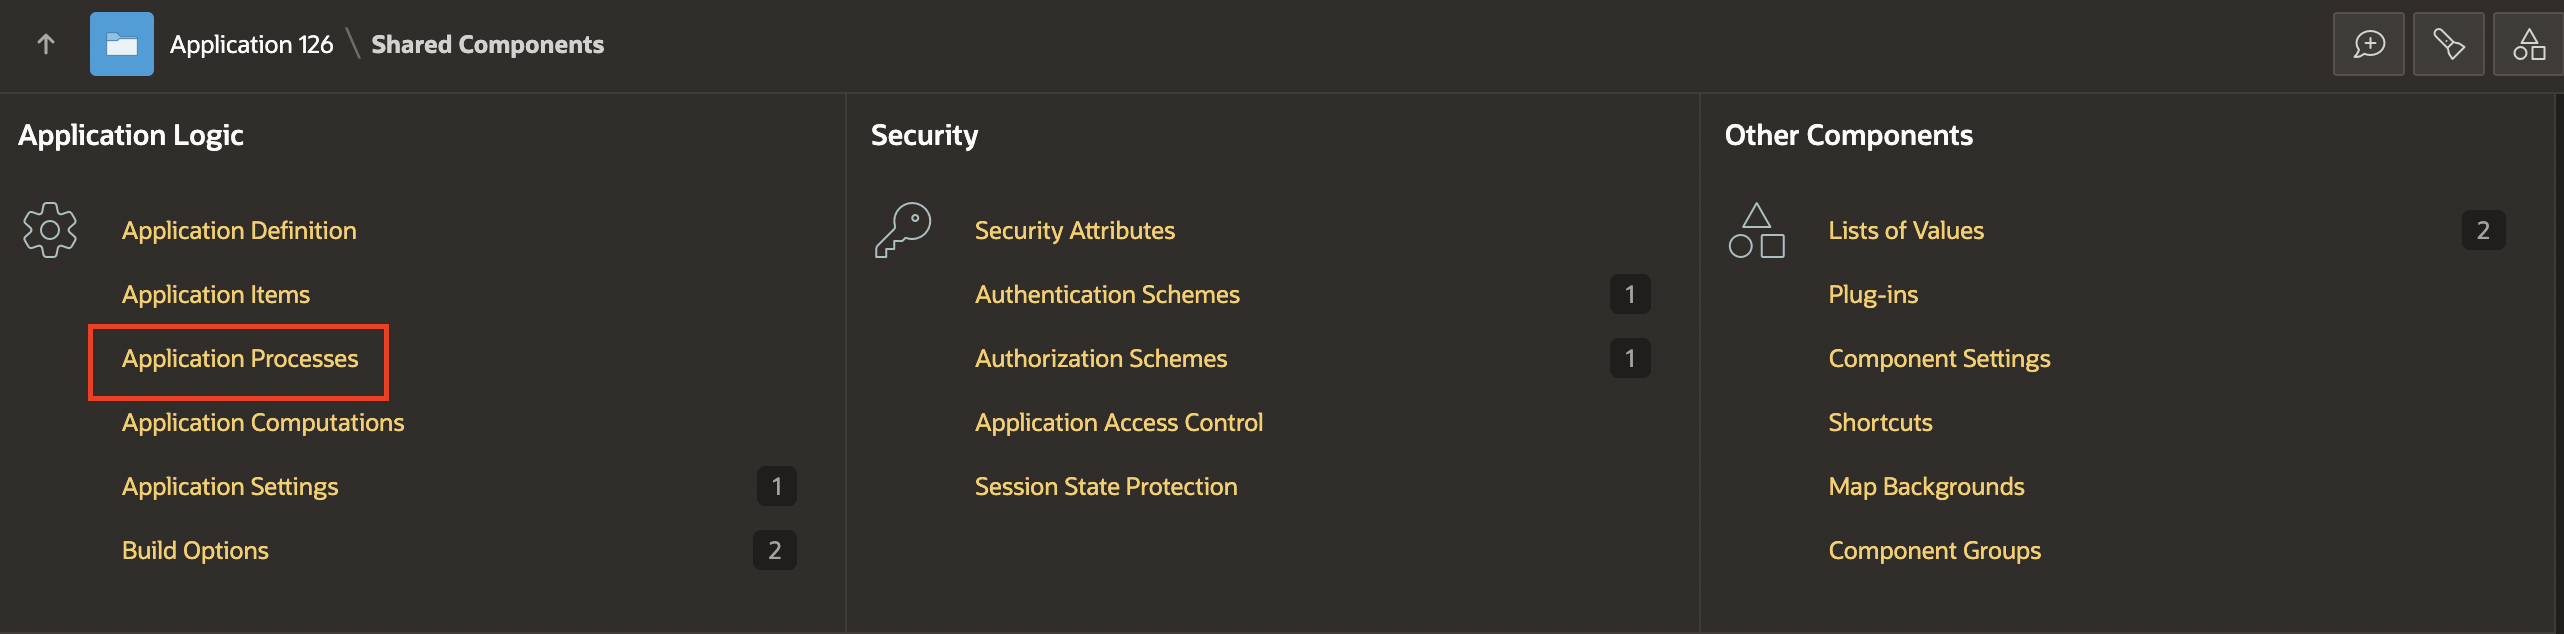 Application 126 \ Shared Components
Application Logic
Application Definition
Application Items
Application Processes
Application Computations
Application Settings 1
Build Options 2
Security
Security Attributes
Authentication Schemes 1
Authorization Schemes 1
Application Access Control
Session State Protection
Other Components
Lists of Values 2
Plug-ins
Component Settings
Shortcuts
Map Backgrounds
Component Groups